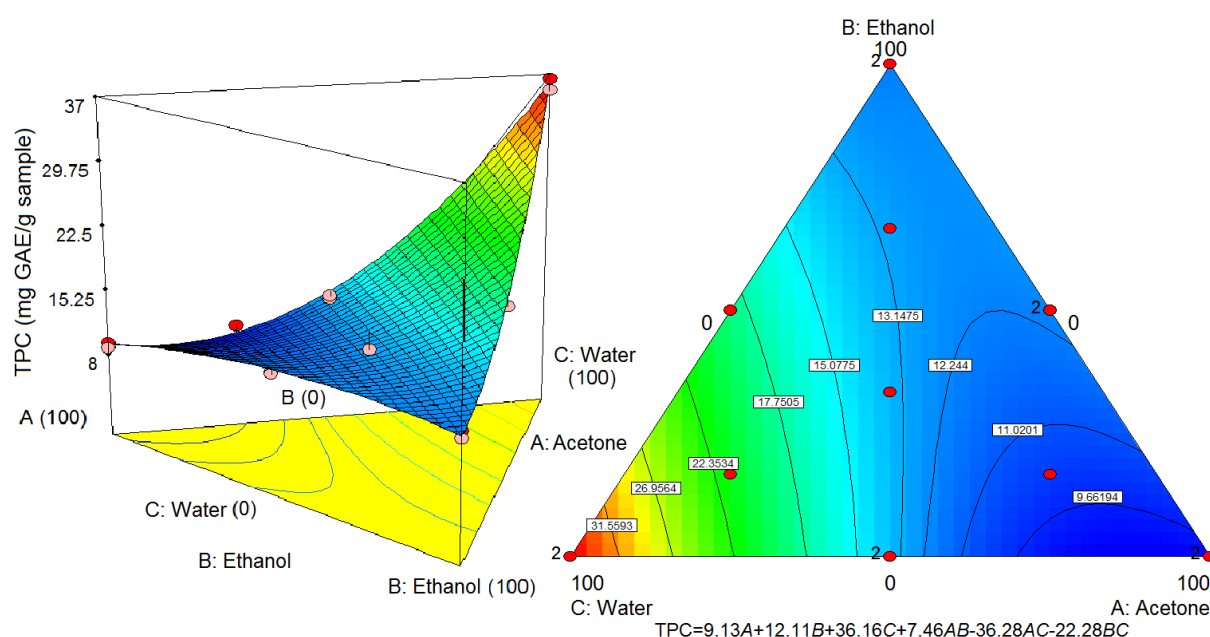 37
29.75
22.5
15.25
8
TPC (mg GAE/g sample)
A (100)
B (0)
C: Water
(100)
A: Acetone
C: Water (0)
B: Ethanol
B: Ethanol (100)
B: Ethanol
100
2
2
0
0
13.1475
15.0775
12.244
17.7505
11.0201
22.3534
26.9564
9.66194
31.5593
2
2
2
100
0
100
C: Water
A: Acetone
TPC=9.13A+12.11B+36.16C+7.46AB-36.28AC-22.28BC